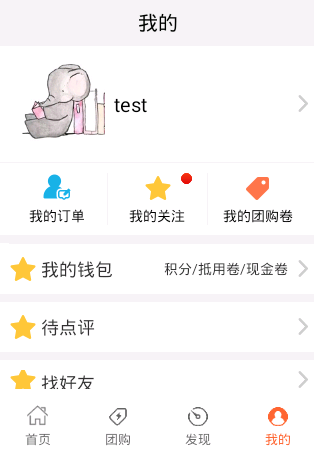 我的
test
我的订单 我的关注 我的团购卷
我的钱包 积分/抵用卷/现金卷
待点评
找好友
首页 团购 发现 我的